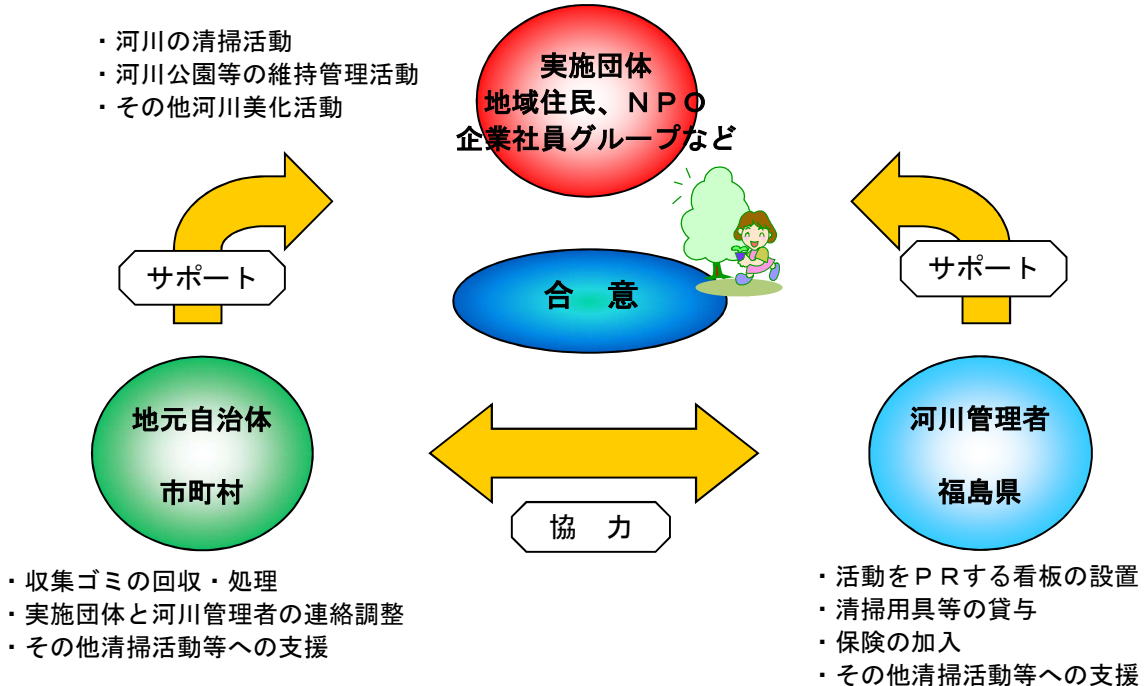 ・河川の清掃活動
・河川公園等の維持管理活動
・その他河川美化活動
実施団体
地域住民、ＮＰＯ
企業社員グループなど
サポート
サポート
合　意
地元自治体
市町村
河川管理者
福島県
協　力
・収集ゴミの回収・処理
・実施団体と河川管理者の連絡調整
・その他清掃活動等への支援
・活動をＰＲする看板の設置
・清掃用具等の貸与
・保険の加入
・その他清掃活動等への支援